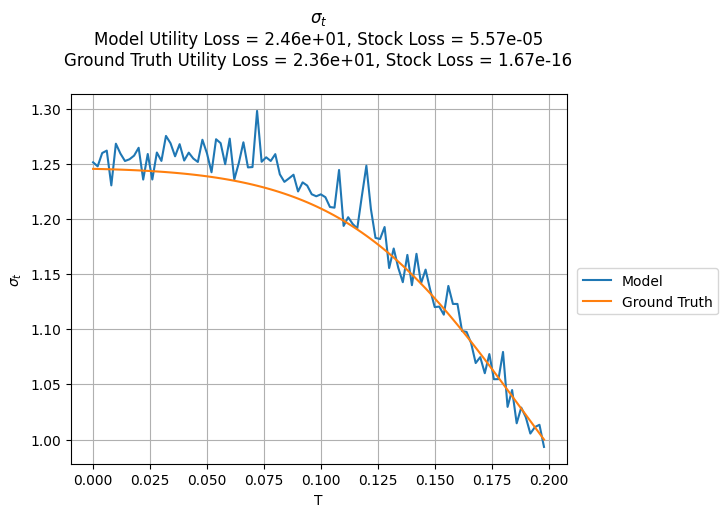 σt
Model Utility Loss = 2.46e+01, Stock Loss = 5.57e-05
Ground Truth Utility Loss = 2.36e+01, Stock Loss = 1.67e-16
1.30
1.25
1.20
1.15
1.10
1.05
1.00
σt
0.000 0.025 0.050 0.075 0.100 0.125 0.150 0.175 0.200
T
Model
Ground Truth